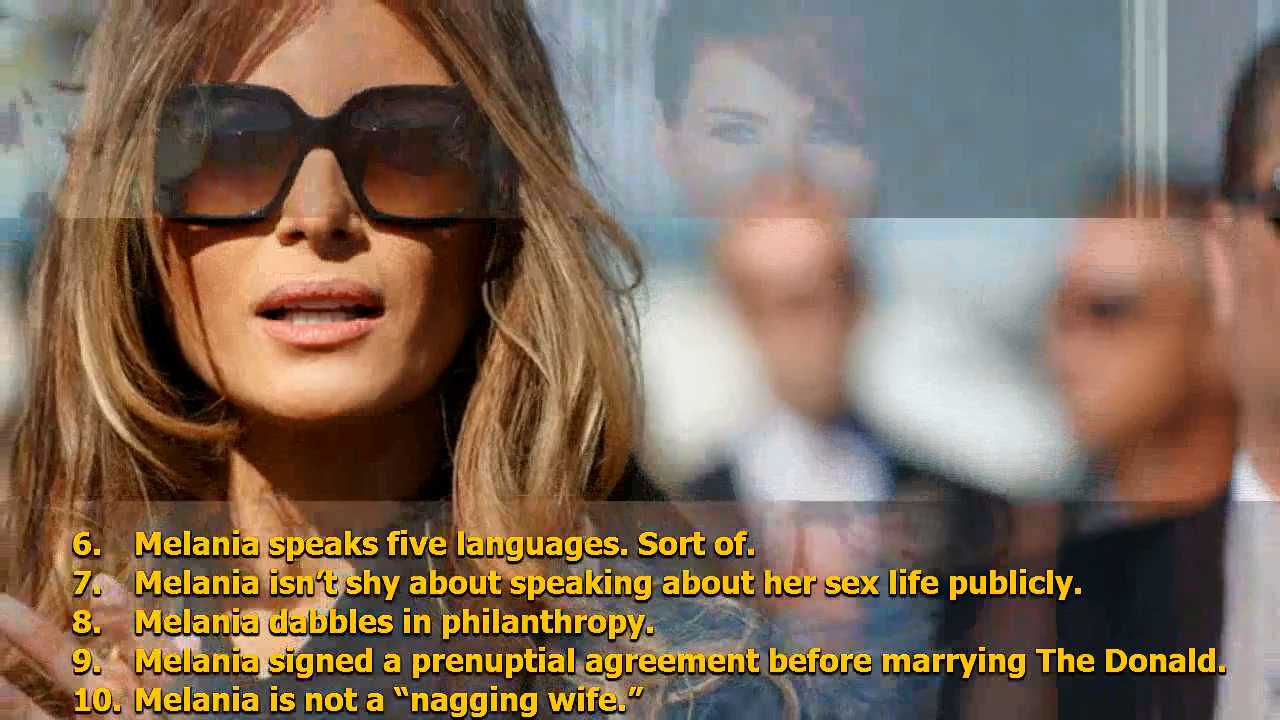 6. Melania speaks five languages. Sort of.
7. Melania isn’t shy about speaking about her sex life publicly.
8. Melania dabbles in philanthropy.
9. Melania signed a prenuptial agreement before marrying The Donald.
10. Melania is not a “nagging wife.”